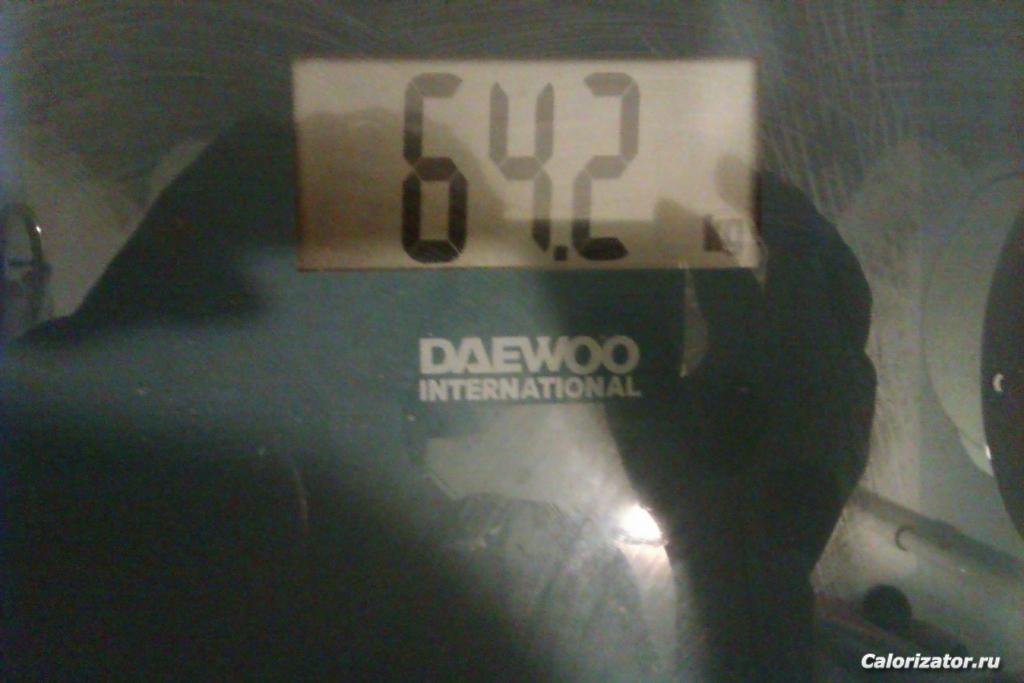 64.2
DAEWOO
INTERNATIONAL
Calorizator.ru